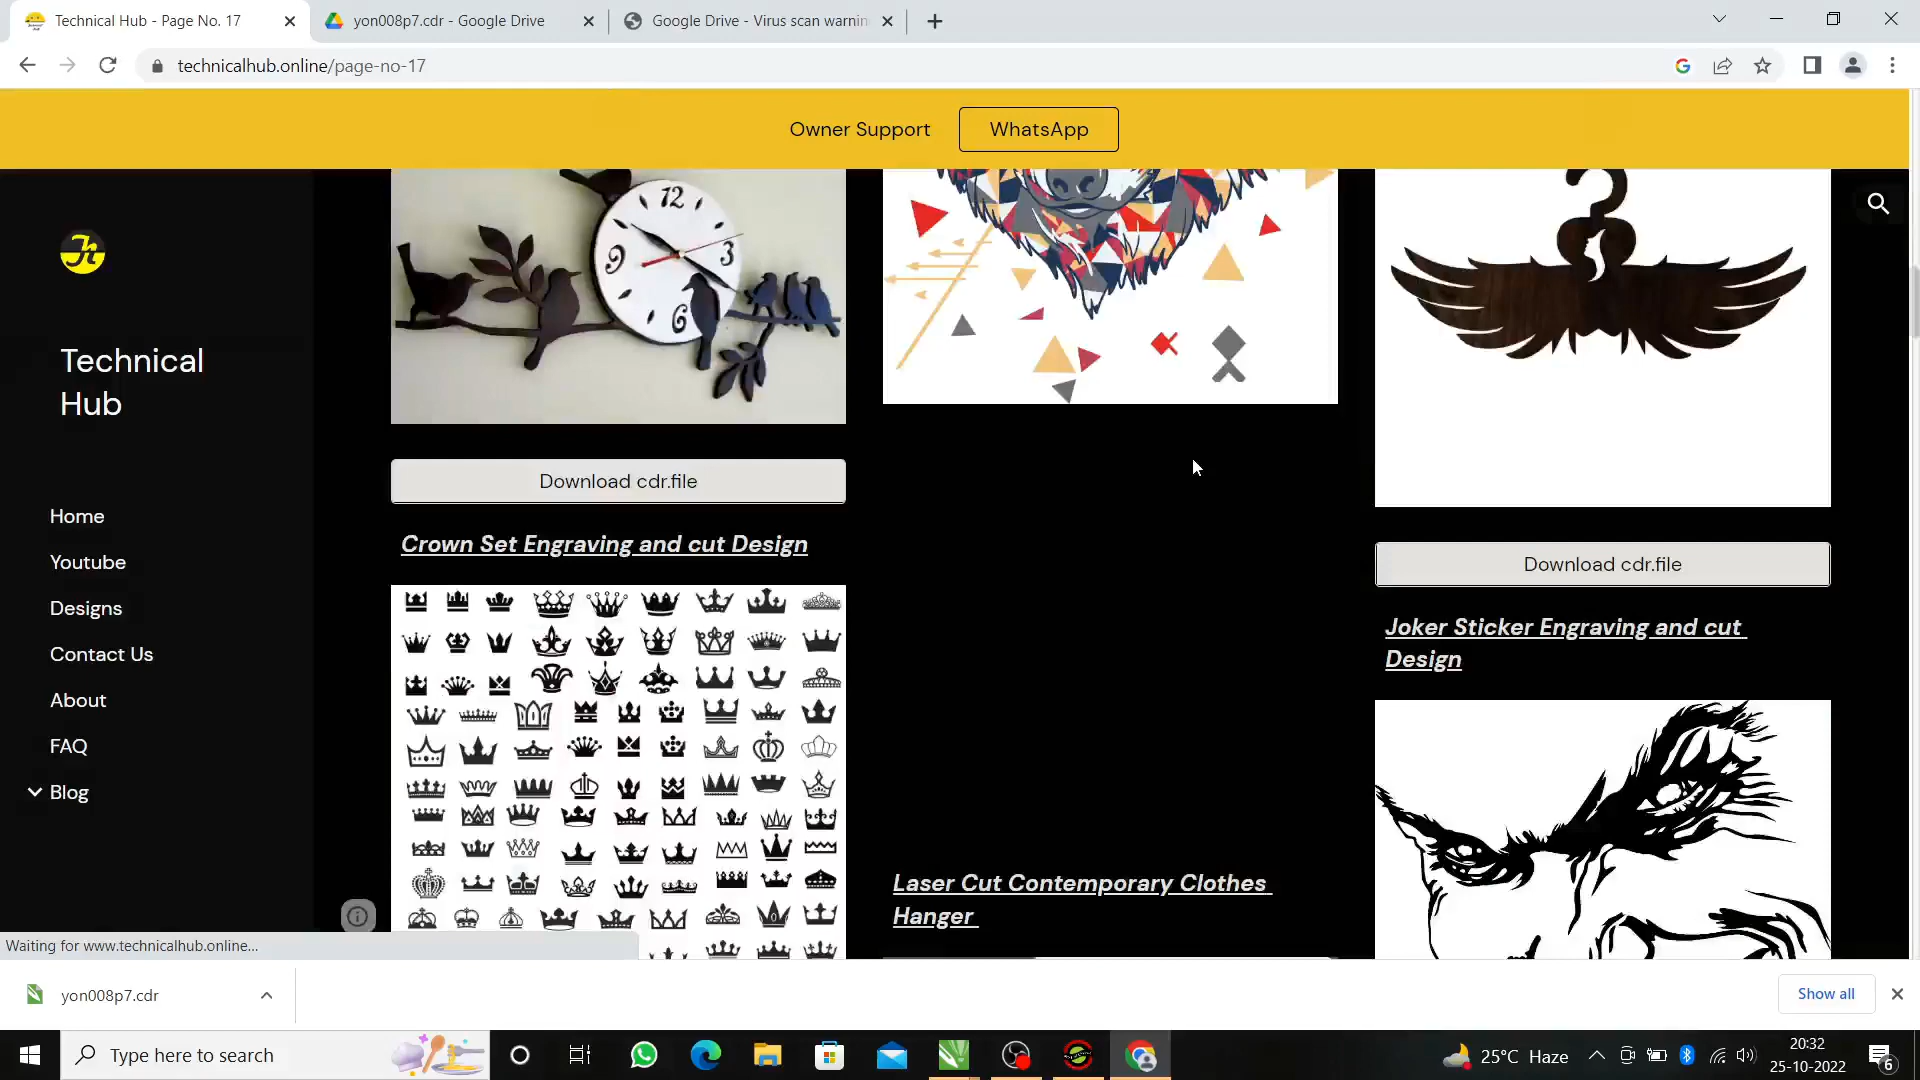 Technical Hub - Page No. 17
yon008p7.cdr - Google Drive
Google Drive - Virus scan warnin
technicalhub.online/page-no-17
Owner Support
WhatsApp
Technical
Hub
Home
Youtube
Designs
Contact Us
About
FAQ
Blog
12
3
6
9
Download cdr.file
Crown Set Engraving and cut Design
Laser Cut Contemporary Clothes
Hanger
Download cdr.file
Joker Sticker Engraving and cut
Design
Waiting for www.technicalhub.online...
yon008p7.cdr
Show all
Type here to search
25°C Haze
20:32
25-10-2022
6